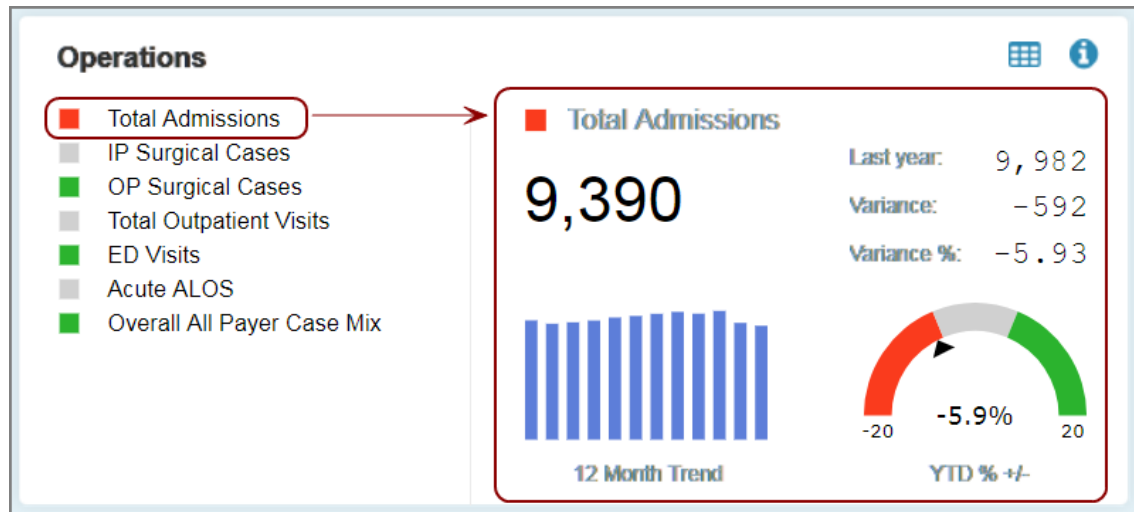 Operations
Total Admissions
IP Surgical Cases
OP Surgical Cases
Total Outpatient Visits
ED Visits
Acute ALOS
Overall All Payer Case Mix
Total Admissions
9,390
Last year: 9,982
Variance: -592
Variance %: -5.93
12 Month Trend
-5.9%
-20 20
YTD % +/-